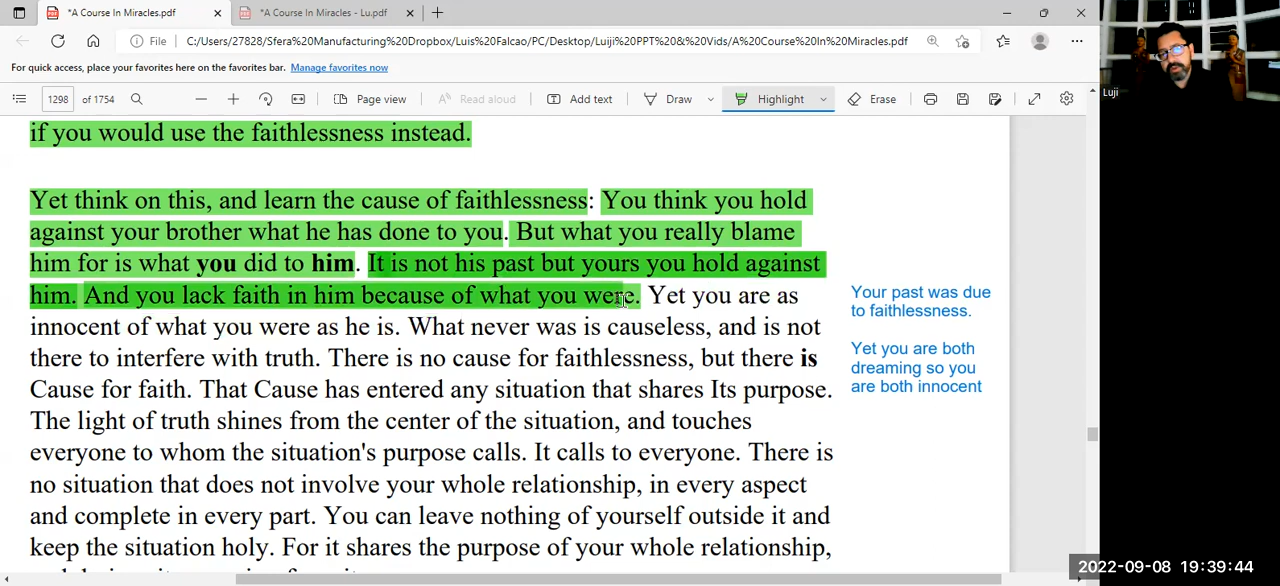 *A Course In Miracles.pdf
*A Course In Miracles - Lu.pdf
File
C:/Users/27828/Sfera%20Manufacturing%20Dropbox/Luis%20Falcao/PC/Desktop/Luiji%20PPT%20&%20Vids/A%20Course%20In%20Miracles.pdf
For quick access, place your favorites here on the favorites bar. Manage favorites now
1298 of 1754
Page view
Read aloud
Add text
Draw
Highlight
Erase
Luji
if you would use the faithlessness instead.
Yet think on this, and learn the cause of faithlessness: You think you hold
against your brother what he has done to you. But what you really blame
him for is what you did to him. It is not his past but yours you hold against
him. And you lack faith in him because of what you were. Yet you are as
innocent of what you were as he is. What never was is causeless, and is not
there to interfere with truth. There is no cause for faithlessness, but there is
Cause for faith. That Cause has entered any situation that shares Its purpose.
The light of truth shines from the center of the situation, and touches
everyone to whom the situation's purpose calls. It calls to everyone. There is
no situation that does not involve your whole relationship, in every aspect
and complete in every part. You can leave nothing of yourself outside it and
keep the situation holy. For it shares the purpose of your whole relationship,
Your past was due
to faithlessness.
Yet you are both
dreaming so you
are both innocent
2022-09-08 19:39:44